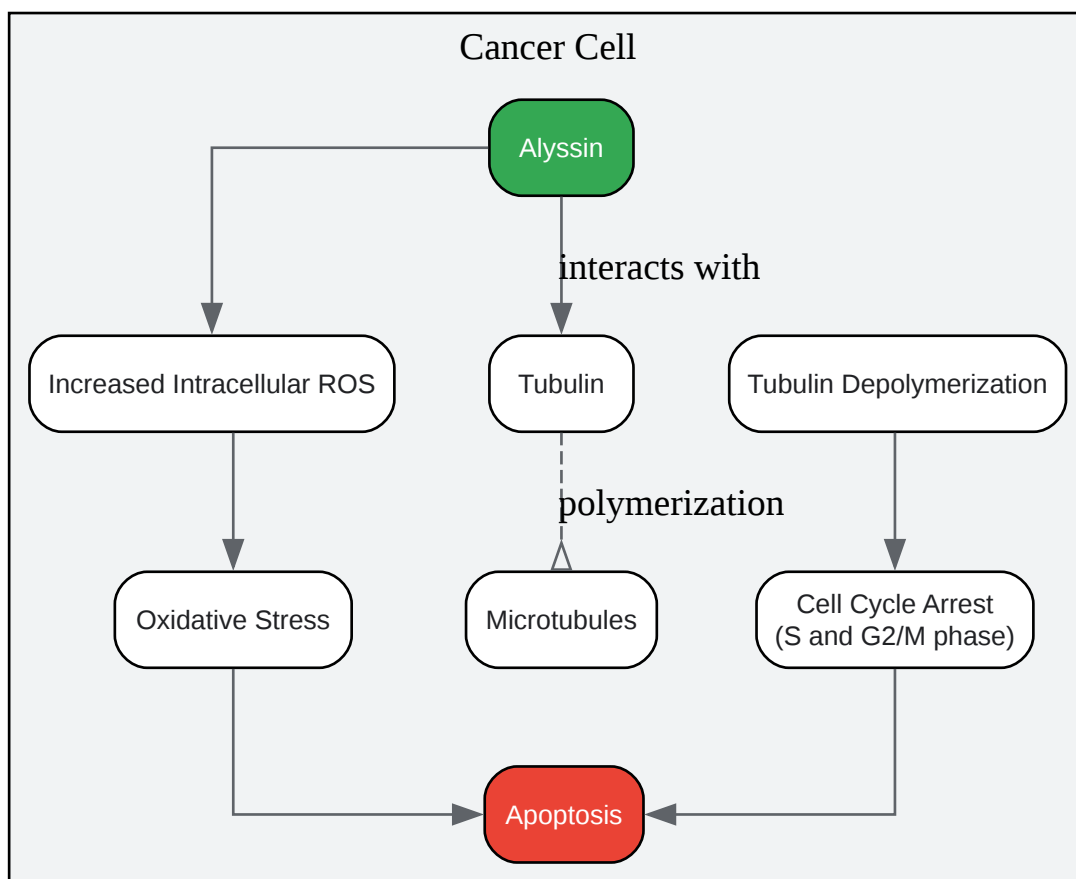 Cancer Cell
Alyssin
interacts with
Increased Intracellular ROS
Tubulin
Tubulin Depolymerization
polymerization
Oxidative Stress
Microtubules
Cell Cycle Arrest
(S and G2/M phase)
Apoptosis